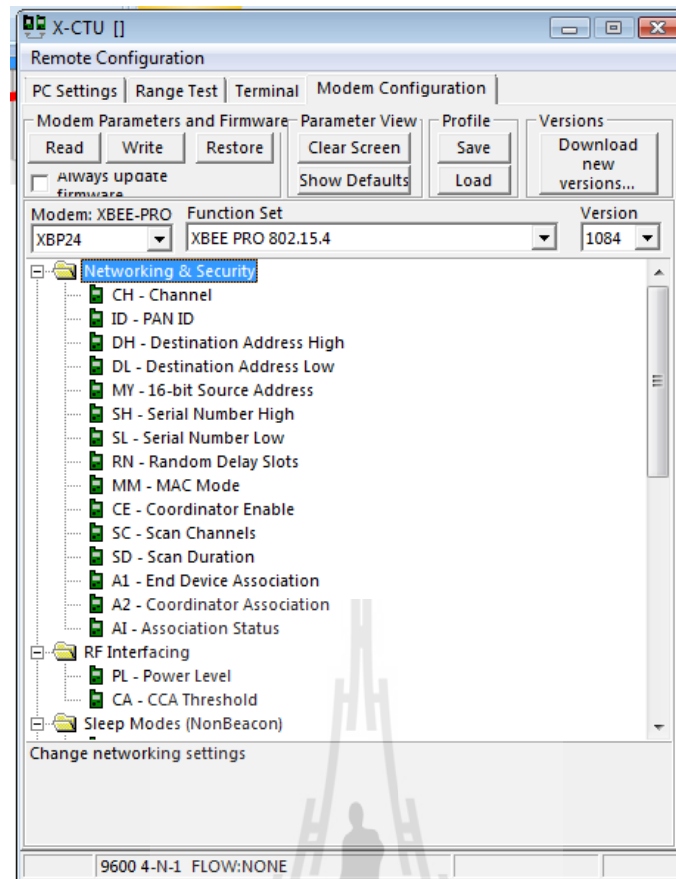 X-CTU []
Remote Configuration
PC Settings Range Test Terminal Modem Configuration
Modem Parameters and Firmware Parameter View Profile Versions
Read Write Restore Clear Screen Save Download new versions...
Always update firmware Show Defaults Load
Modem: XBEE-PRO Function Set Version
XBP24 XBEE PRO 802.15.4 1084
Networking & Security
CH - Channel
ID - PAN ID
DH - Destination Address High
DL - Destination Address Low
MY - 16-bit Source Address
SH - Serial Number High
SL - Serial Number Low
RN - Random Delay Slots
MM - MAC Mode
CE - Coordinator Enable
SC - Scan Channels
SD - Scan Duration
A1 - End Device Association
A2 - Coordinator Association
AI - Association Status
RF Interfacing
PL - Power Level
CA - CCA Threshold
Sleep Modes (NonBeacon)
Change networking settings
9600 4-N-1 FLOW:NONE